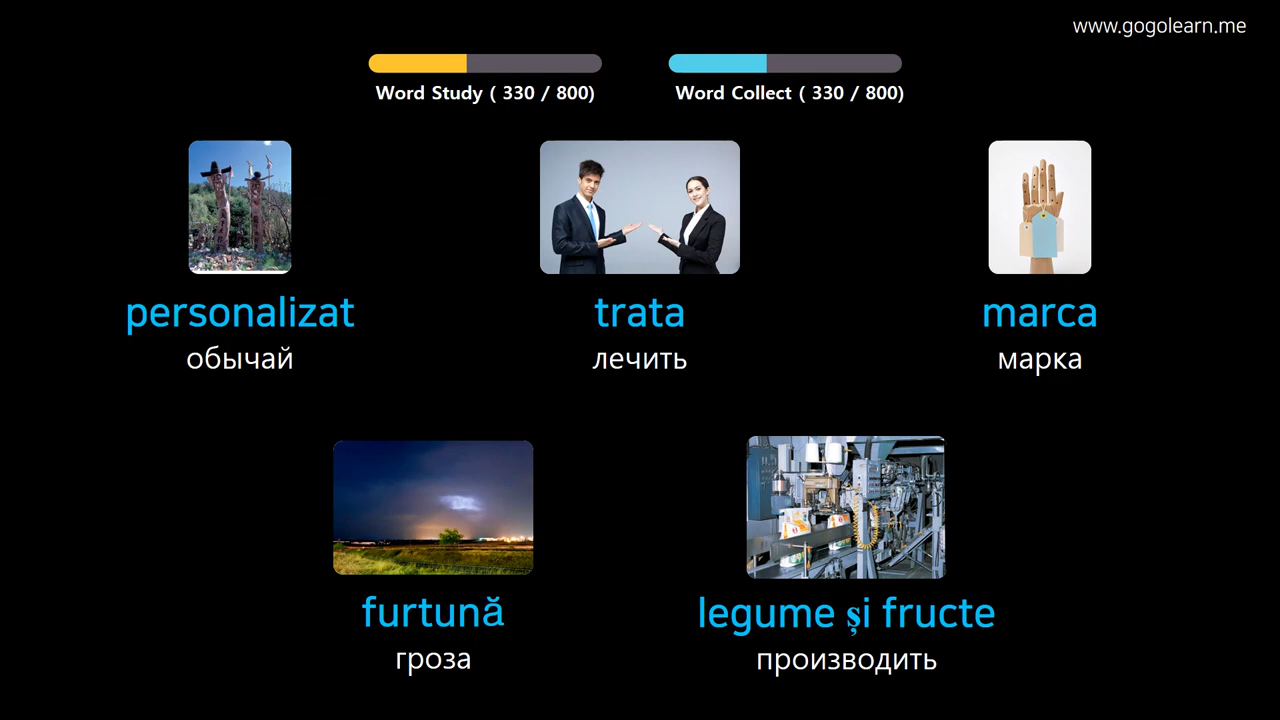 www.gogolearn.me
Word Study ( 330 / 800)
Word Collect ( 330 / 800)
personalizat
обычай
trata
лечить
marca
марка
furtună
гроза
legume și fructe
производить